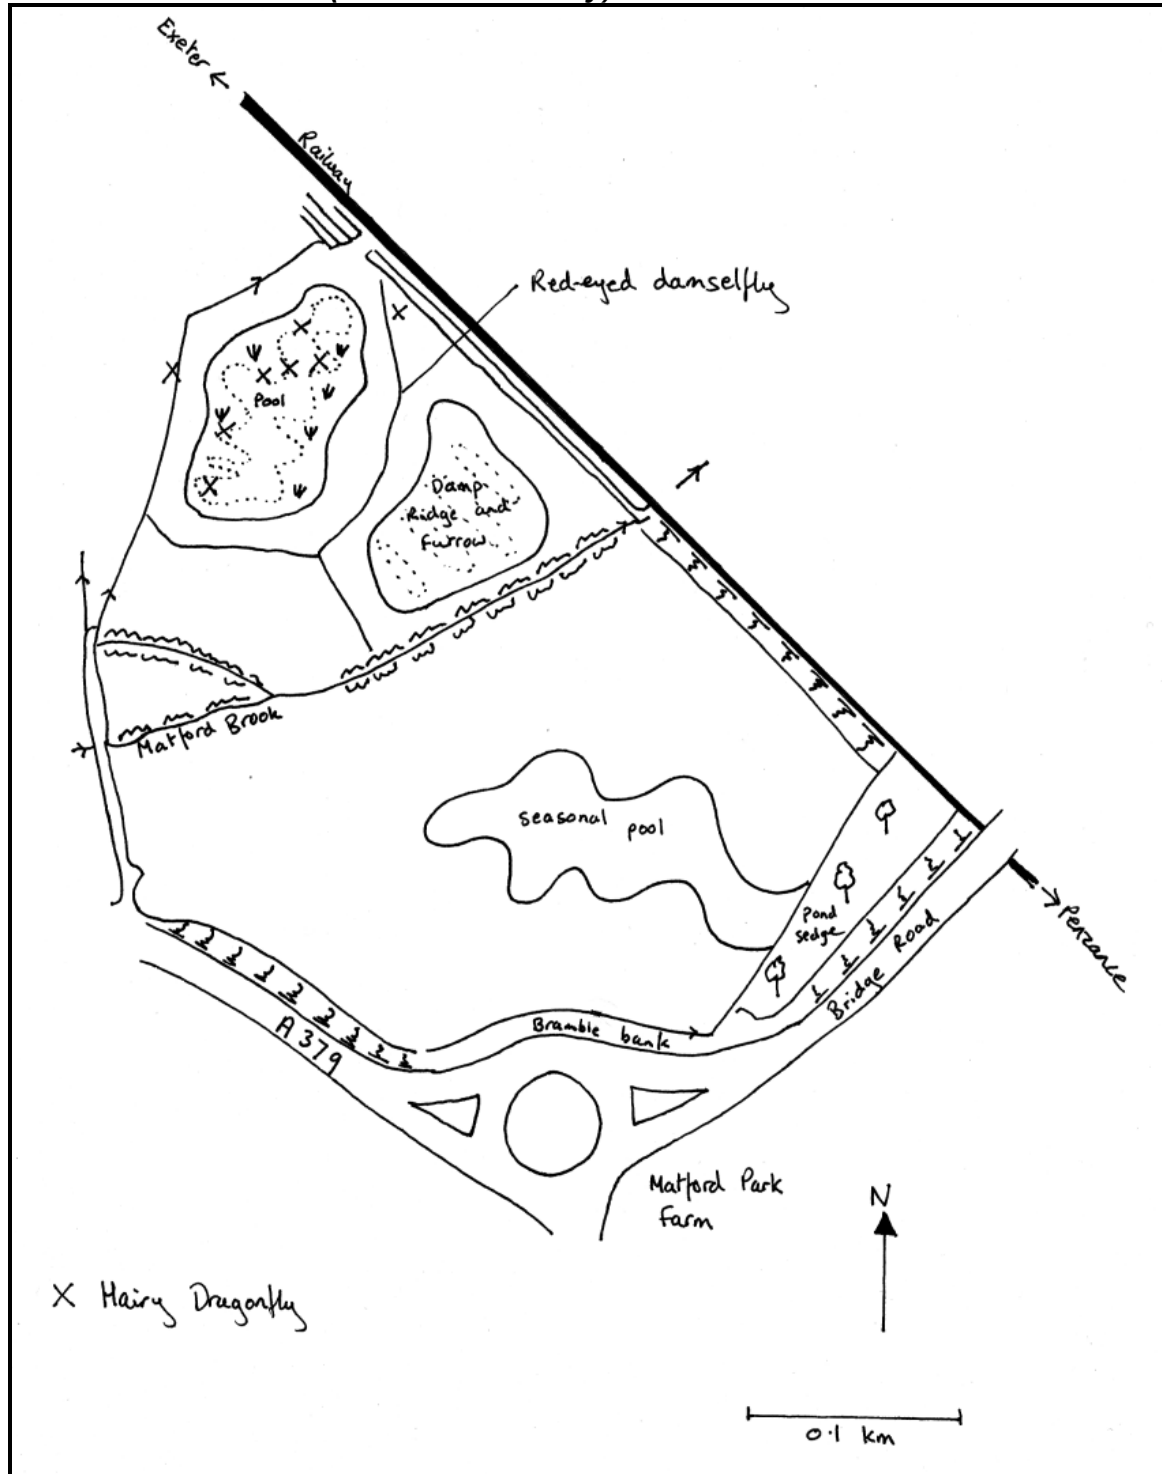 Exeter
Railway
Red-eyed damselfly
Pool
Damp
Ridge and
Furrow
Matford Brook
Seasonal pool
Pond
Sedge
Bridge Road
Penzance
Bramble bank
A379
Matford Park
Farm
N
X Hairy Dragonfly
0.1 km